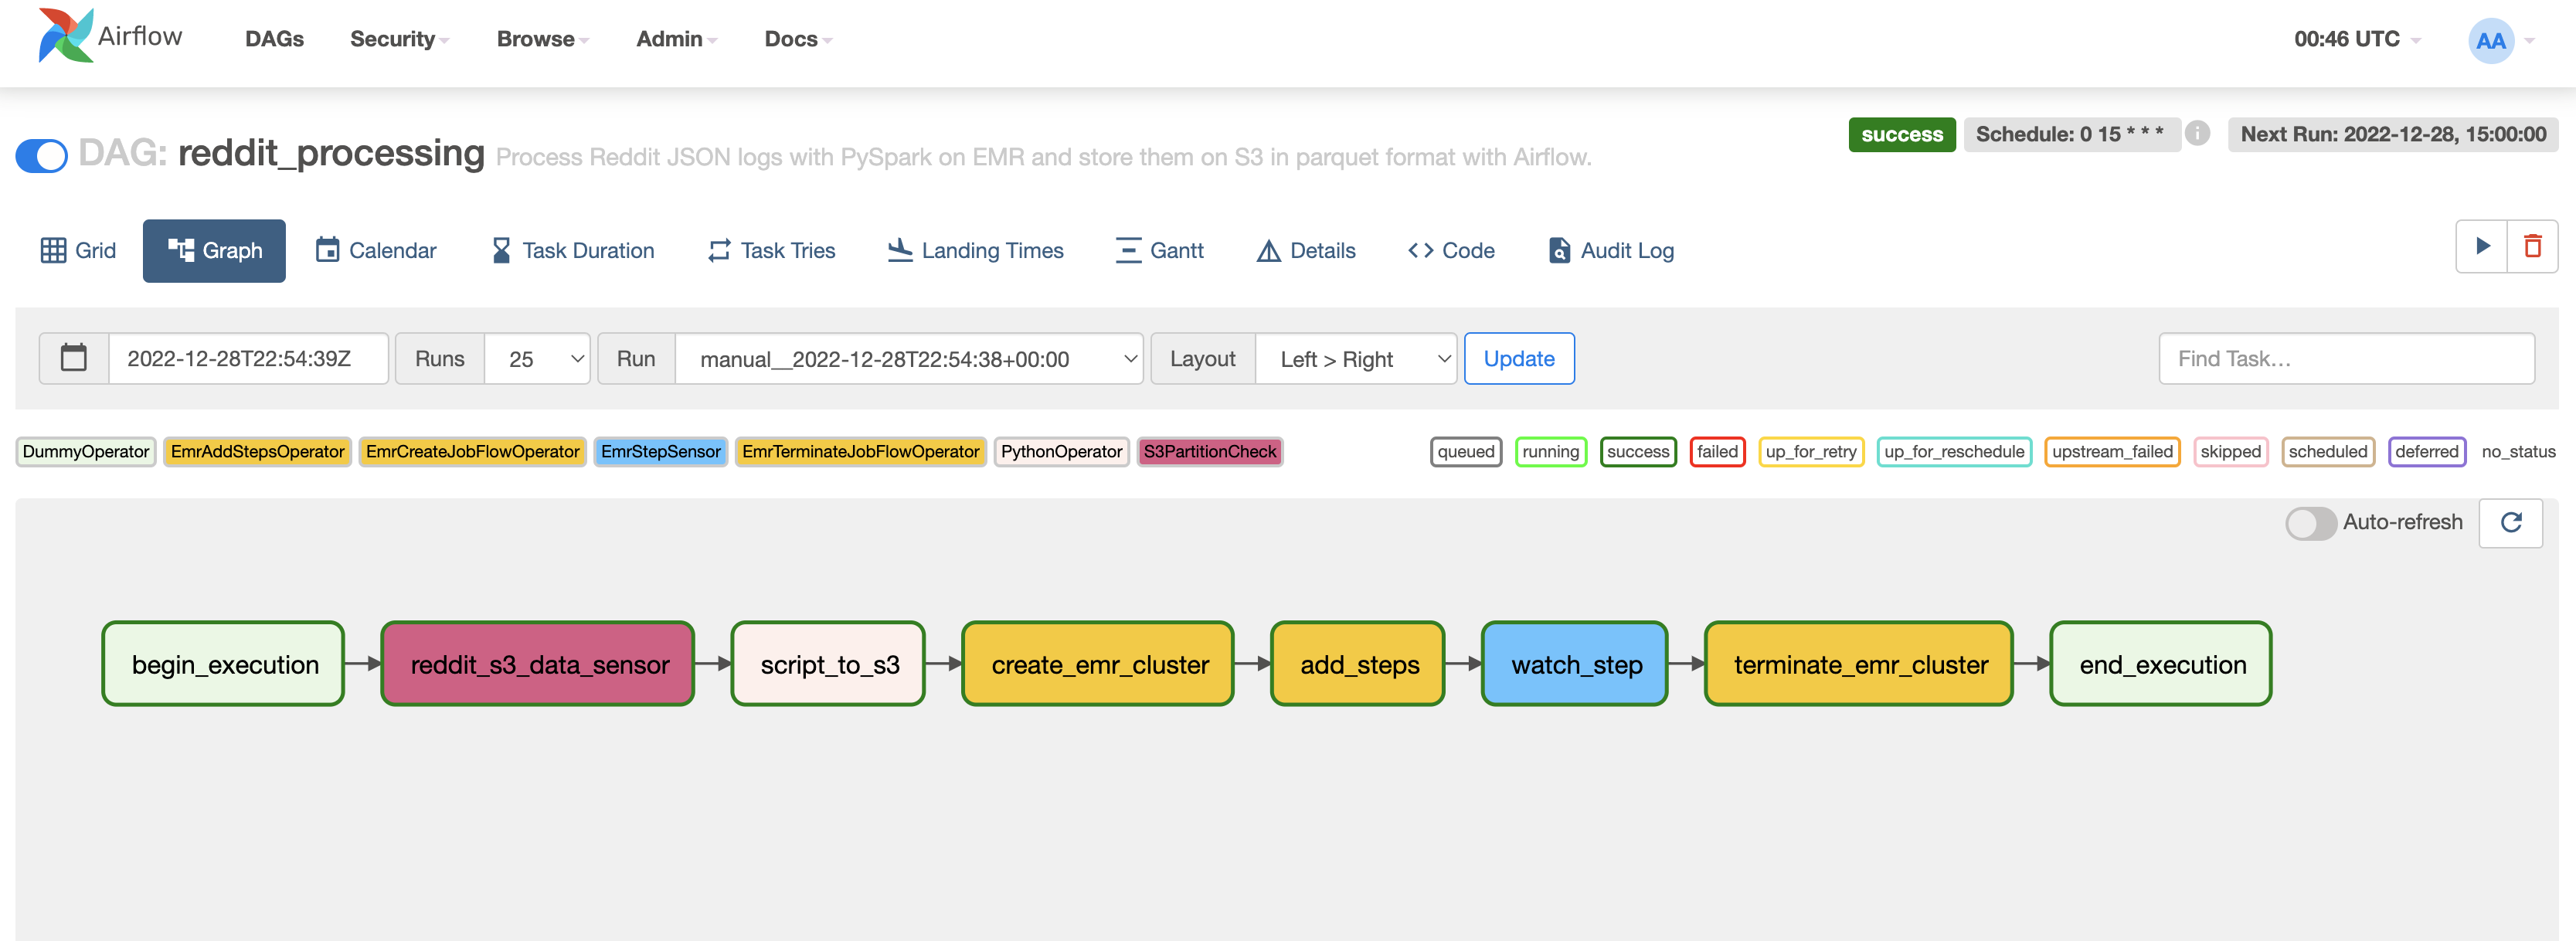 Airflow DAGs Security Browse Admin Docs 00:46 UTC AA
DAG: reddit_processing Process Reddit JSON logs with PySpark on EMR and store them on S3 in parquet format with Airflow. success Schedule: 0 15 * * * i Next Run: 2022-12-28, 15:00:00
Grid Graph Calendar Task Duration Task Tries Landing Times Gantt Details Code Audit Log
2022-12-28T22:54:39Z Runs 25 Run manual__2022-12-28T22:54:38+00:00 Layout Left > Right Update Find Task...
DummyOperator EmrAddStepsOperator EmrCreateJobFlowOperator EmrStepSensor EmrTerminateJobFlowOperator PythonOperator S3PartitionCheck queued running success failed up_for_retry up_for_reschedule upstream_failed skipped scheduled deferred no_status
Auto-refresh
begin_execution reddit_s3_data_sensor script_to_s3 create_emr_cluster add_steps watch_step terminate_emr_cluster end_execution